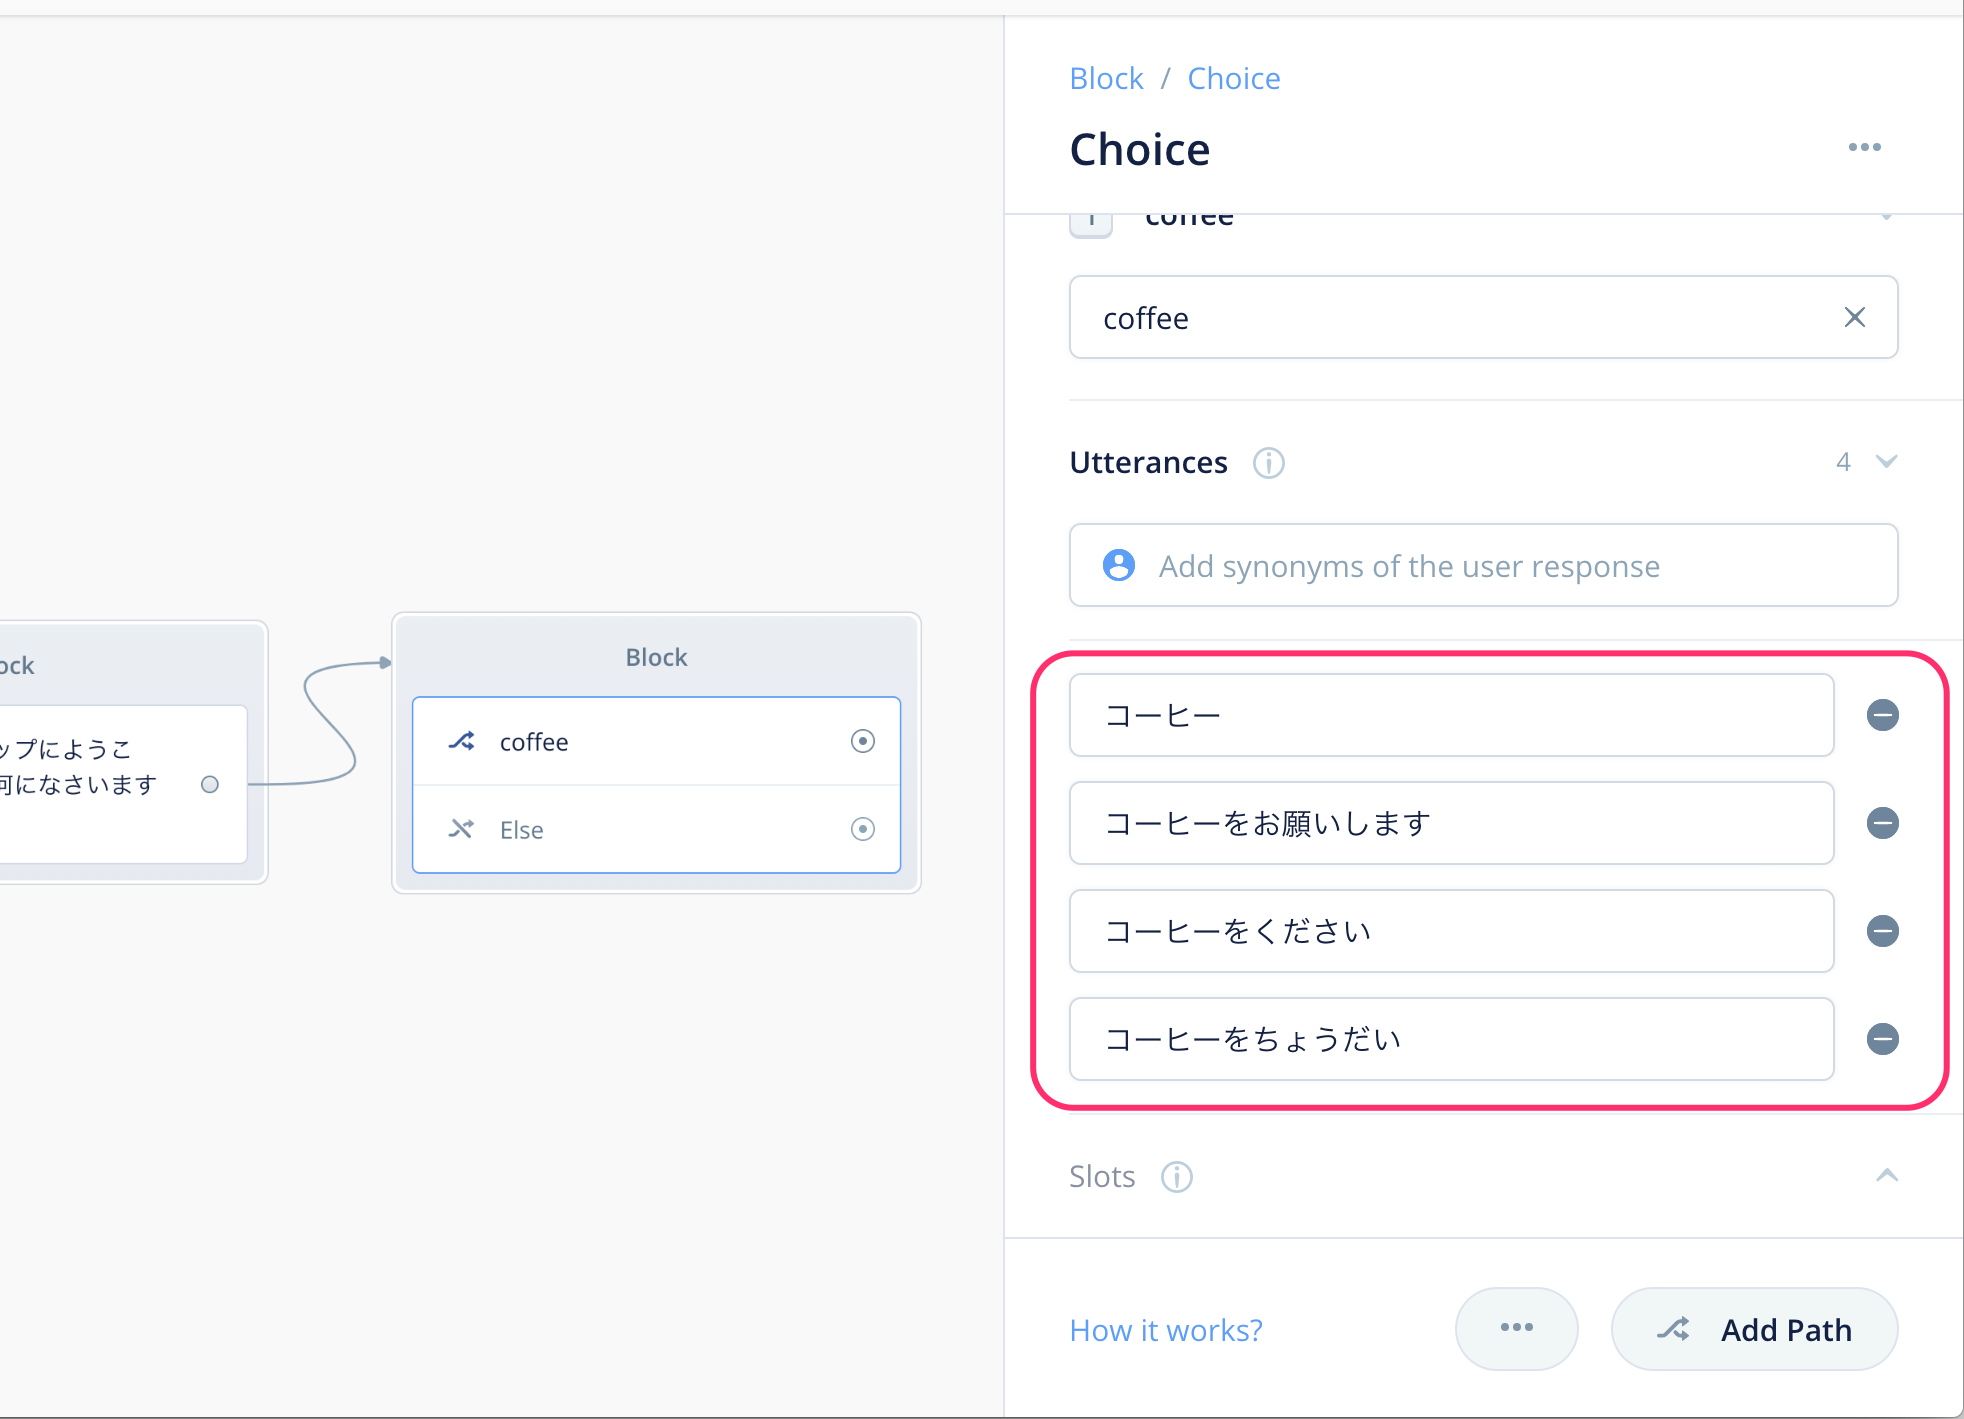 Block / Choice
Choice
1 coffee
coffee
Utterances 4
Add synonyms of the user response
コーヒー
コーヒーをお願いします
コーヒーをください
コーヒーをちょうだい
Slots
How it works?
Add Path
ock
ップにようこ
何になさいます
Block
coffee
Else